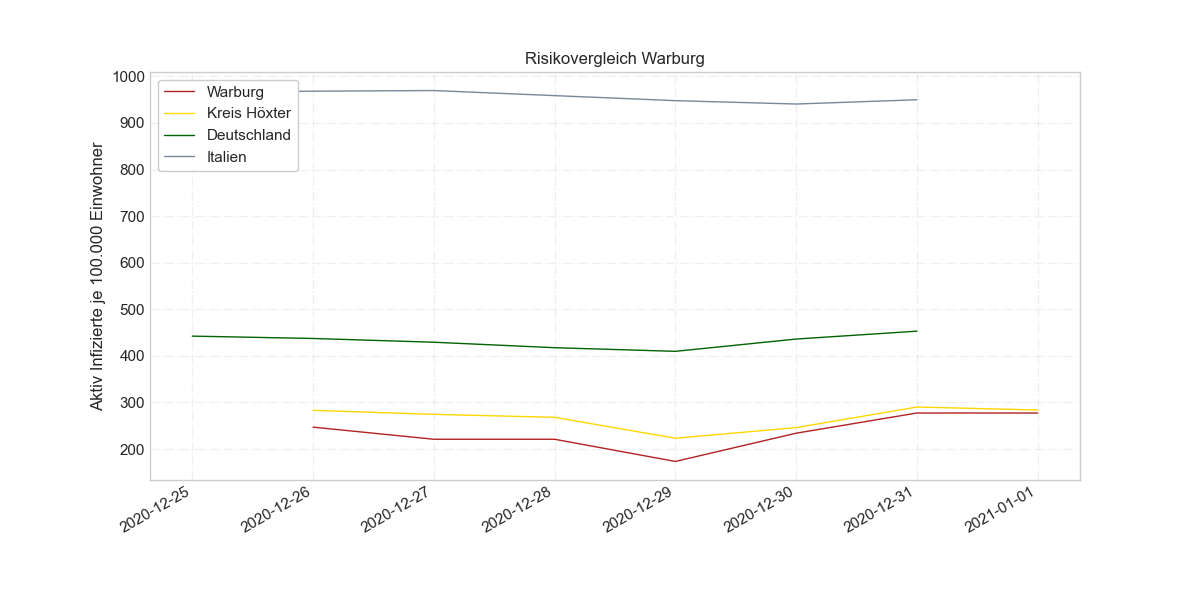 Risikovergleich Warburg
Aktiv Infizierte je 100.000 Einwohner
1000
900
800
700
600
500
400
300
200
Warburg
Kreis Höxter
Deutschland
Italien
2020-12-25
2020-12-26
2020-12-27
2020-12-28
2020-12-29
2020-12-30
2020-12-31
2021-01-01